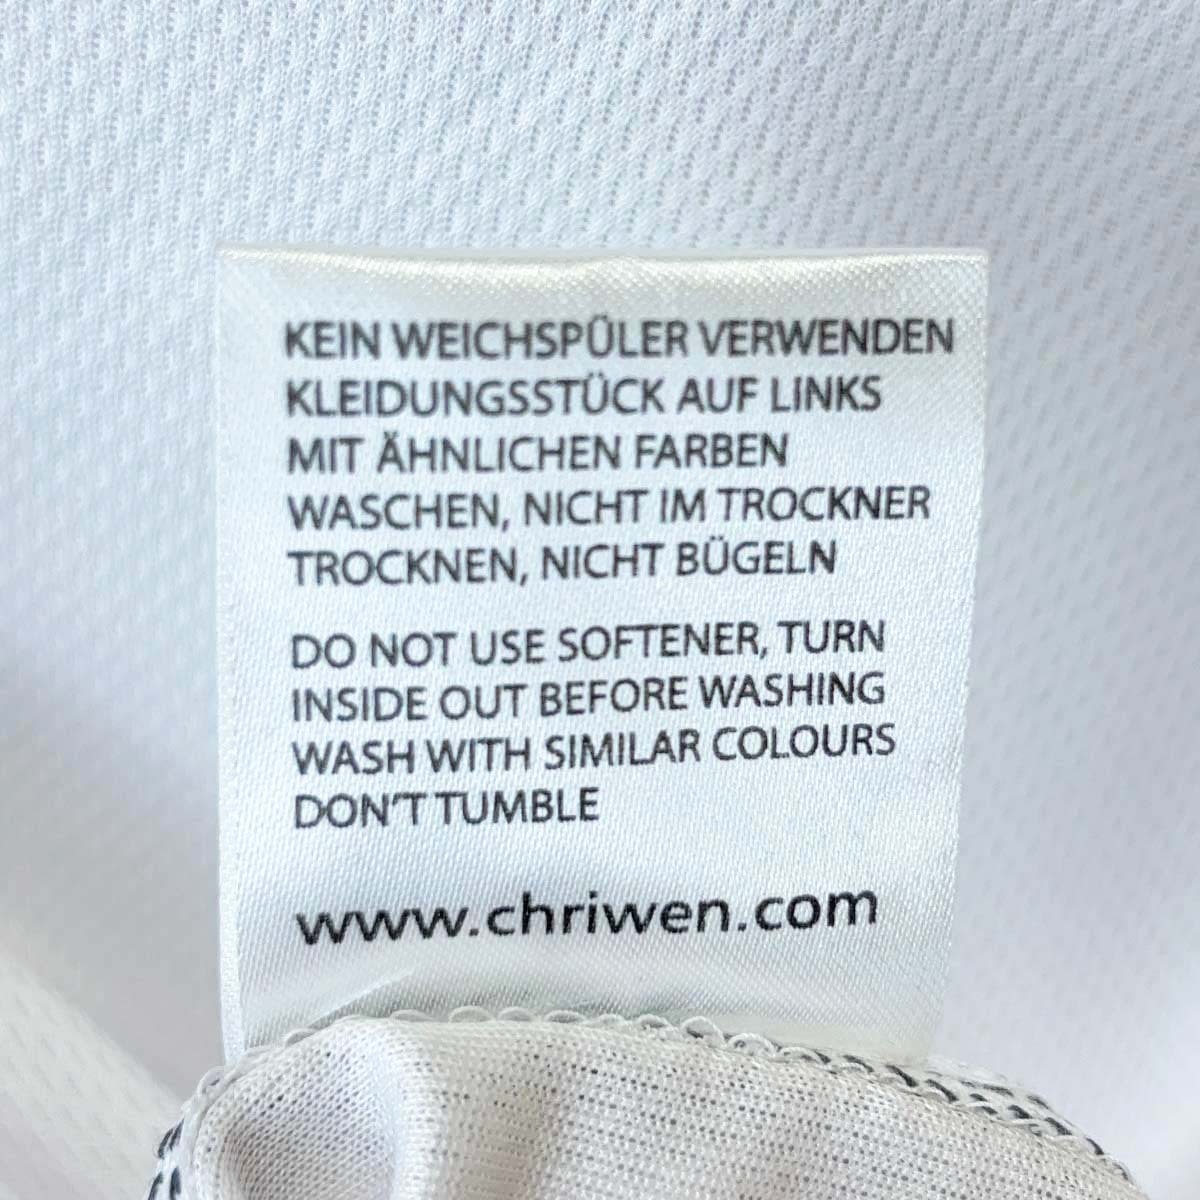 KEIN WEICHSPÜLER VERWENDEN
KLEIDUNGSSTÜCK AUF LINKS
MIT ÄHNLICHEN FARBEN
WASCHEN, NICHT IM TROCKNER
TROCKNEN, NICHT BÜGELN
DO NOT USE SOFTENER, TURN
INSIDE OUT BEFORE WASHING
WASH WITH SIMILAR COLOURS
DON'T TUMBLE
www.chriwen.com